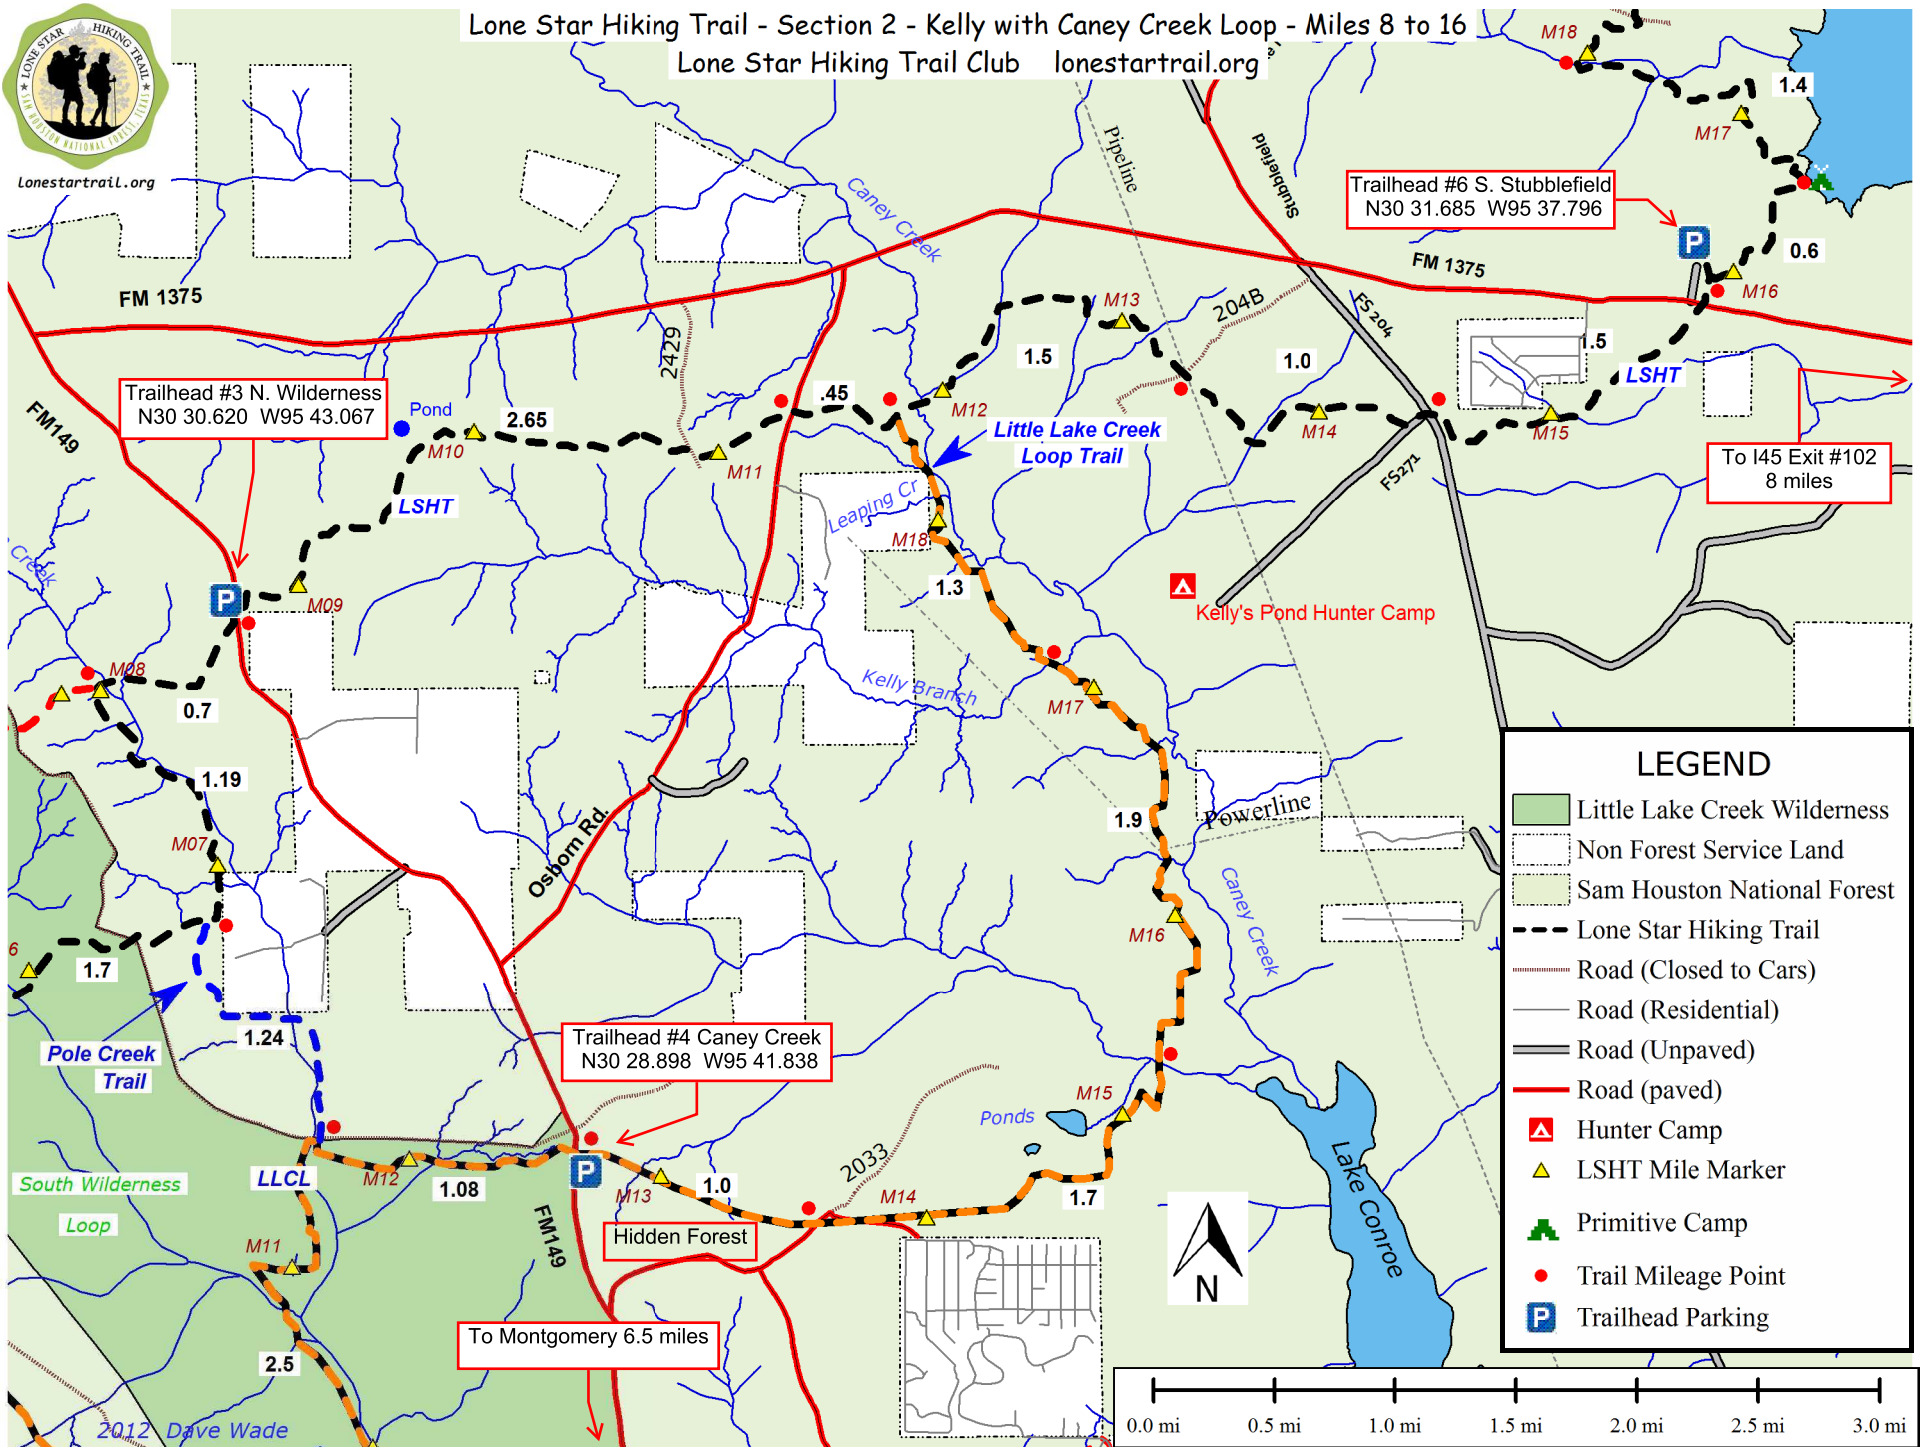 Lone Star Hiking Trail - Section 2 - Kelly with Caney Creek Loop - Miles 8 to 16
Lone Star Hiking Trail Club lonestartrail.org
LONE STAR HIKING TRAIL
SAM HOUSTON NATIONAL FOREST, TEXAS
lonestartrail.org
M18
1.4
M17
Pipeline
Stubblefield
Trailhead #6 S. Stubblefield
N30 31.685 W95 37.796
P
0.6
M16
Caney Creek
FM 1375
FM 1375
204B
FS 204
M13
1.5
1.0
1.5
LSHT
2429
Trailhead #3 N. Wilderness
N30 30.620 W95 43.067
FM149
Pond
M10
2.65
.45
M12
M14
M15
Little Lake Creek
Loop Trail
M11
FS271
To I45 Exit #102
8 miles
LSHT
Leaping Cr
M18
Creek
P
M09
1.3
Kelly's Pond Hunter Camp
M08
0.7
Kelly Branch
M17
1.19
M07
Osborn Rd.
1.9
Powerline
Caney Creek
M16
6
1.7
1.24
Pole Creek
Trail
Trailhead #4 Caney Creek
N30 28.898 W95 41.838
M15
Ponds
2033
LLCL
M12
1.08
P
M13
1.0
M14
1.7
South Wilderness
Loop
FM149
Hidden Forest
M11
Lake Conroe
N
To Montgomery 6.5 miles
2.5
2012 Dave Wade
LEGEND
Little Lake Creek Wilderness
Non Forest Service Land
Sam Houston National Forest
Lone Star Hiking Trail
Road (Closed to Cars)
Road (Residential)
Road (Unpaved)
Road (paved)
Hunter Camp
LSHT Mile Marker
Primitive Camp
Trail Mileage Point
P Trailhead Parking
0.0 mi 0.5 mi 1.0 mi 1.5 mi 2.0 mi 2.5 mi 3.0 mi